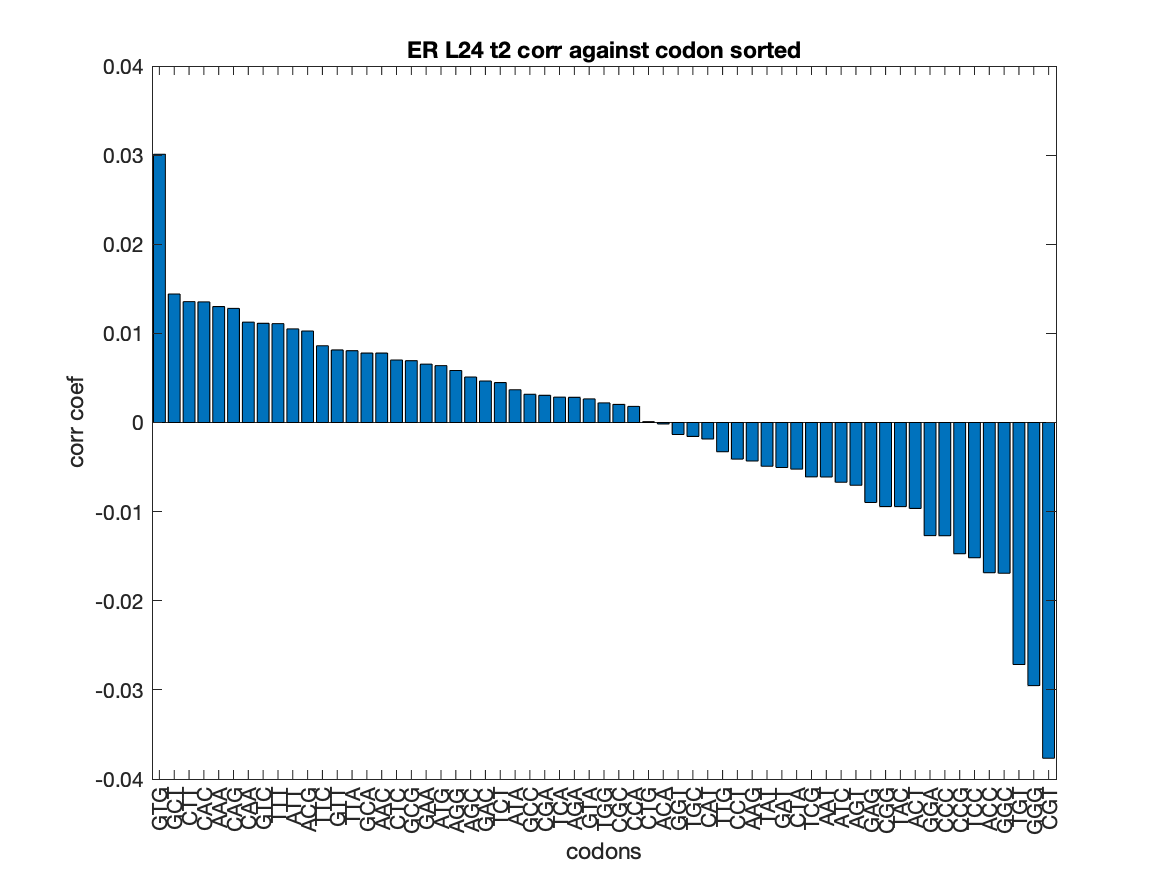 ER L24 t2 corr against codon sorted
0.04
0.03
0.02
0.01
0
-0.01
-0.02
-0.03
-0.04
corr coef
GTG
GCT
CTT
CAC
AAA
CAG
CAA
GTC
TTT
ATT
ACG
TTC
GTT
TTA
GCA
AAC
CTC
GCG
GAA
ATG
AGG
AGC
GAC
TCT
ATA
GCC
CGA
TCA
AGA
GTA
TGG
CGC
CCA
CTG
ACA
GGT
TGC
CAT
TTG
CCT
AAG
TAT
GAT
CTA
TCG
AAT
ATC
AGT
GAG
CGG
TAC
ACT
GGA
CCC
CCG
TCC
ACC
GGC
TGT
GGG
CGT
codons